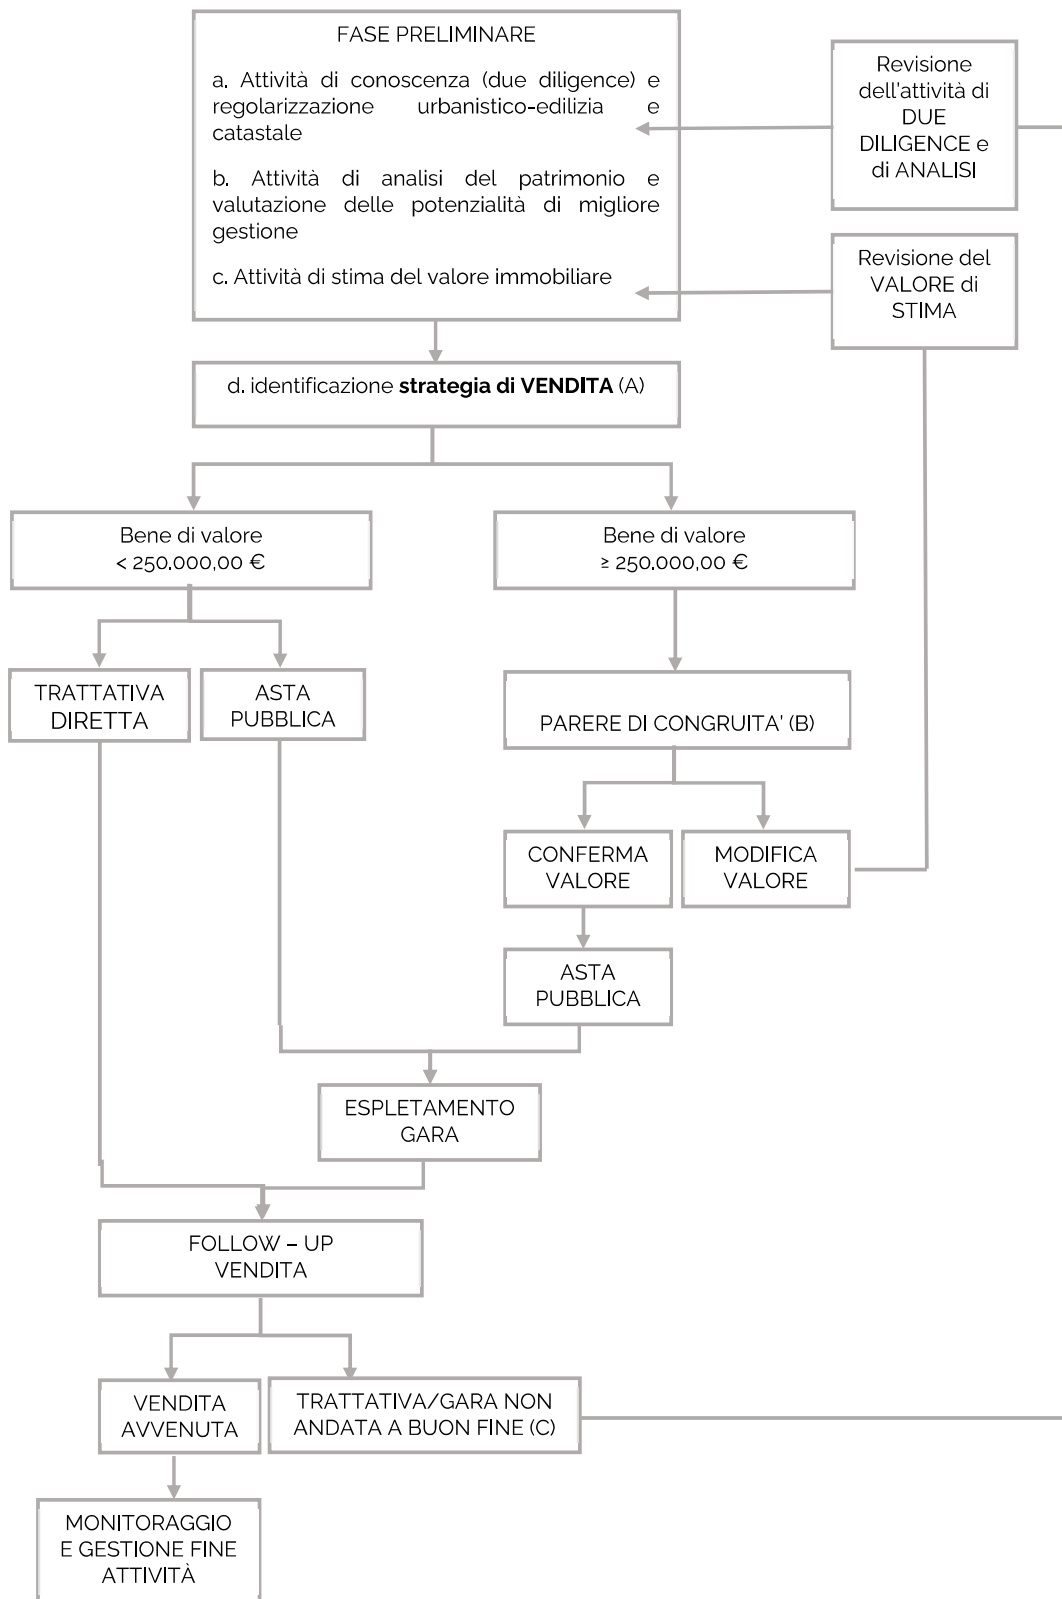 FASE PRELIMINARE
a. Attività di conoscenza (due diligence) e
regolarizzazione urbanistico-edilizia e
catastale
b. Attività di analisi del patrimonio e
valutazione delle potenzialità di migliore
gestione
c. Attività di stima del valore immobiliare
Revisione
dell'attività di
DUE
DILIGENCE e
di ANALISI
Revisione del
VALORE di
STIMA
d. identificazione strategia di VENDITA (A)
Bene di valore
< 250.000,00 €
Bene di valore
≥ 250.000,00 €
TRATTATIVA
DIRETTA
ASTA
PUBBLICA
PARERE DI CONGRUITA' (B)
CONFERMA
VALORE
MODIFICA
VALORE
ASTA
PUBBLICA
ESPLETAMENTO
GARA
FOLLOW – UP
VENDITA
VENDITA
AVVENUTA
TRATTATIVA/GARA NON
ANDATA A BUON FINE (C)
MONITORAGGIO
E GESTIONE FINE
ATTIVITÀ